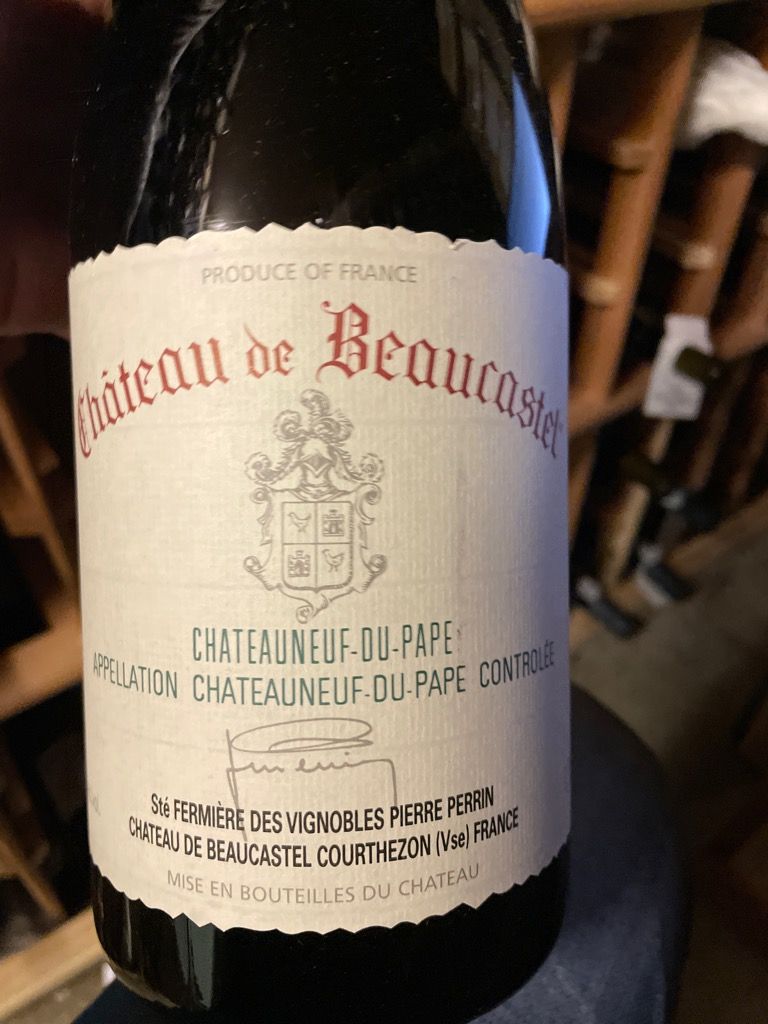 PRODUCE OF FRANCE
Château de Beaucastel
CHATEAUNEUF-DU-PAPE
APPELLATION CHATEAUNEUF-DU-PAPE CONTROLÉE
Sté FERMIÈRE DES VIGNOBLES PIERRE PERRIN
CHATEAU DE BEAUCASTEL COURTHEZON (Vse) FRANCE
MISE EN BOUTEILLES DU CHATEAU